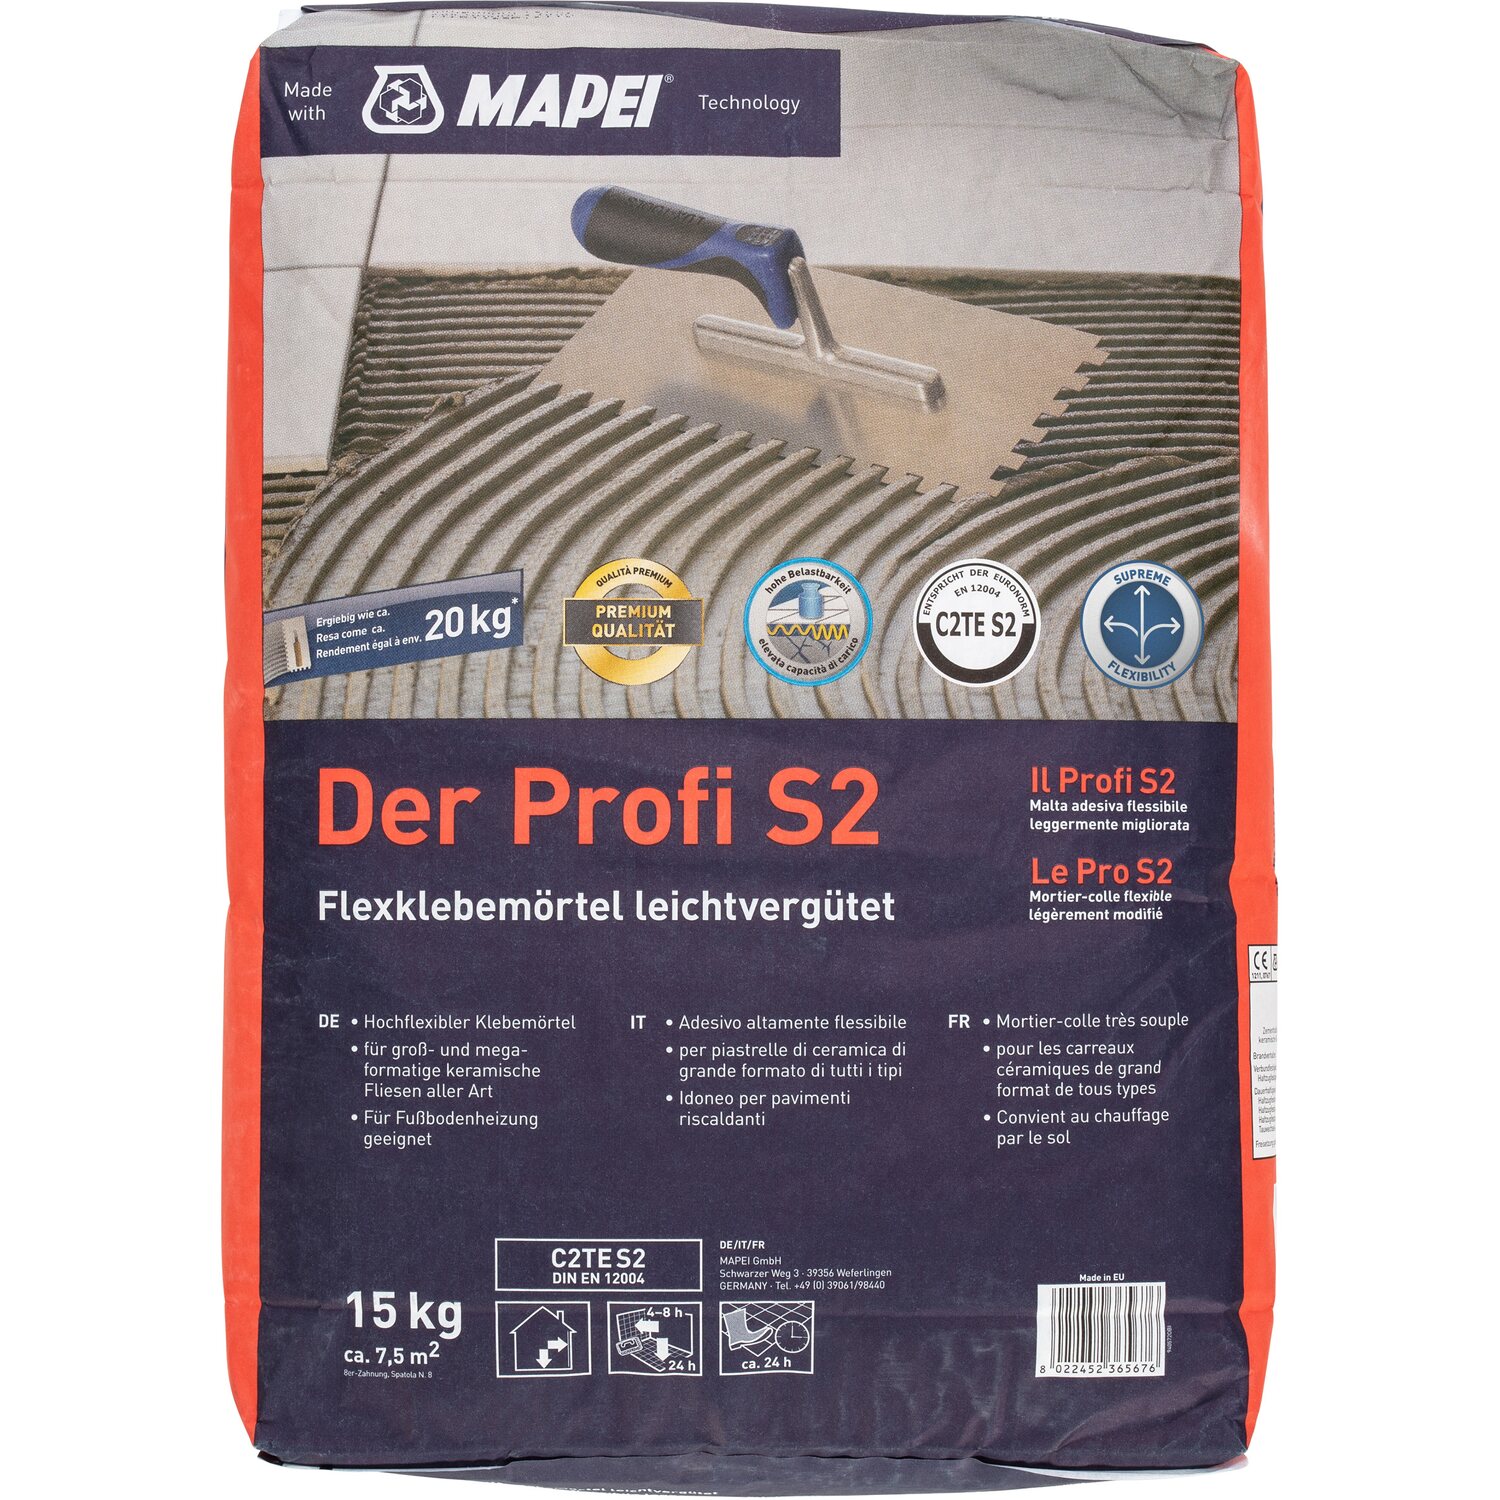 Made
with
MAPEI®
Technology
Ergiebig wie ca.
Resa come ca.
Rendement égal à env.
20 kg*
QUALITÀ PREMIUM
PREMIUM
QUALITÄT
hohe Belastbarkeit
elevata capacità di carico
ENTSPRICHT DER EURONORM
EN 12004
C2TE S2
SUPREME
FLEXIBILITY
Der Profi S2
Flexklebemörtel leichtvergütet
Il Profi S2
Malta adesiva flessibile
leggermente migliorata
Le Pro S2
Mortier-colle flexible
légèrement modifié
DE • Hochflexibler Klebemörtel
• für groß- und mega-
formatige keramische
Fliesen aller Art
• Für Fußbodenheizung
geeignet
IT • Adesivo altamente flessibile
• per piastrelle di ceramica di
grande formato di tutti i tipi
• Idoneo per pavimenti
riscaldanti
FR • Mortier-colle très souple
• pour les carreaux
céramiques de grand
format de tous types
• Convient au chauffage
par le sol
CE
15 kg
ca. 7,5 m²
8er-Zahnung, Spatola N. 8
C2TE S2
DIN EN 12004
DE/IT/FR
MAPEI GmbH
Schwarzer Weg 3 · 39356 Weferlingen
GERMANY · Tel. +49 (0) 39061/98440
4–8 h
24 h
ca. 24 h
Made in EU
8 022452 365676